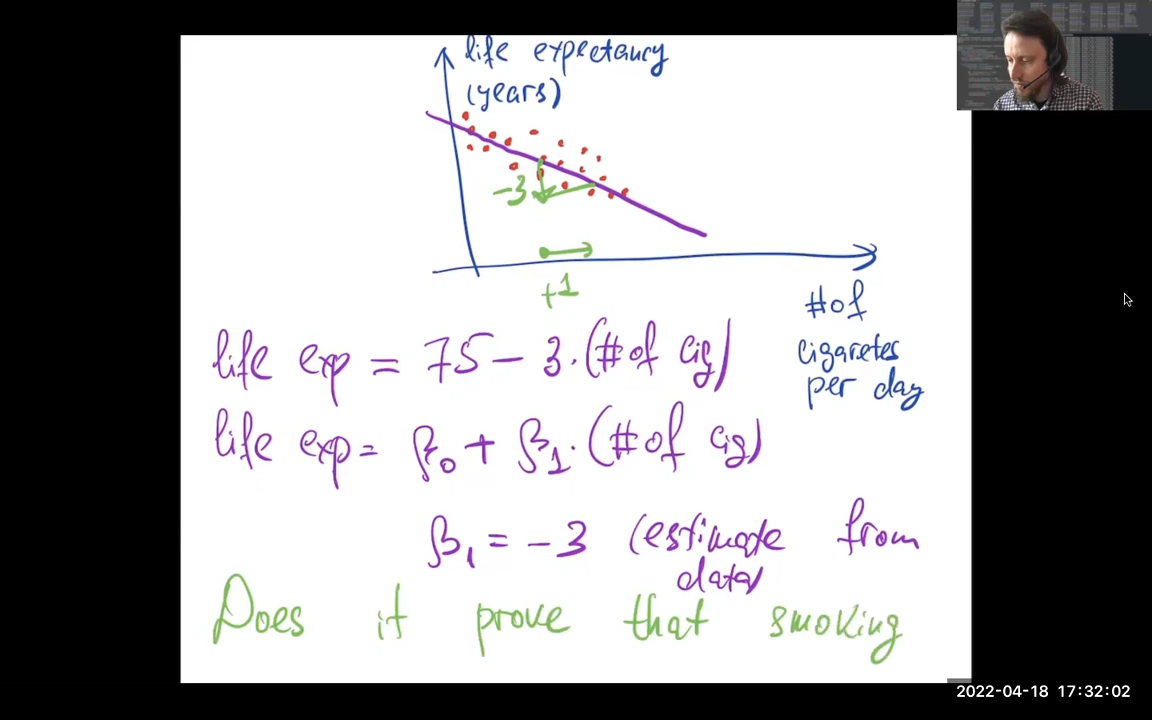 life expectancy
(years)
-3
+1
#of
cigaretes
per day
life exp = 75 - 3·(#of cig)
life exp = β₀ + β₁·(#of cig)
β₁ = -3 (estimate from
data)
Does it prove that smoking
2022-04-18 17:32:02